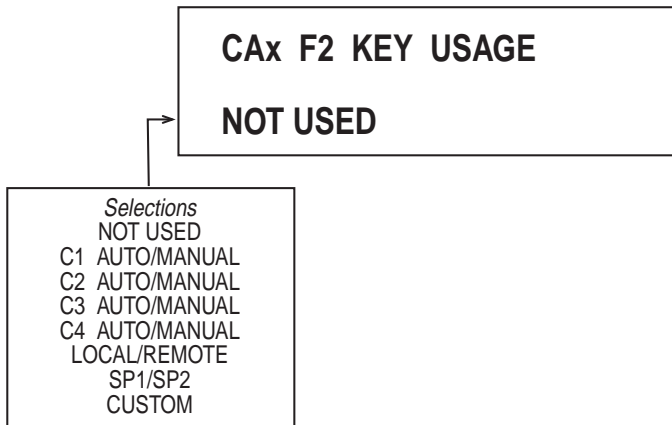 CAx F2 KEY USAGE
NOT USED
Selections
NOT USED
C1 AUTO/MANUAL
C2 AUTO/MANUAL
C3 AUTO/MANUAL
C4 AUTO/MANUAL
LOCAL/REMOTE
SP1/SP2
CUSTOM